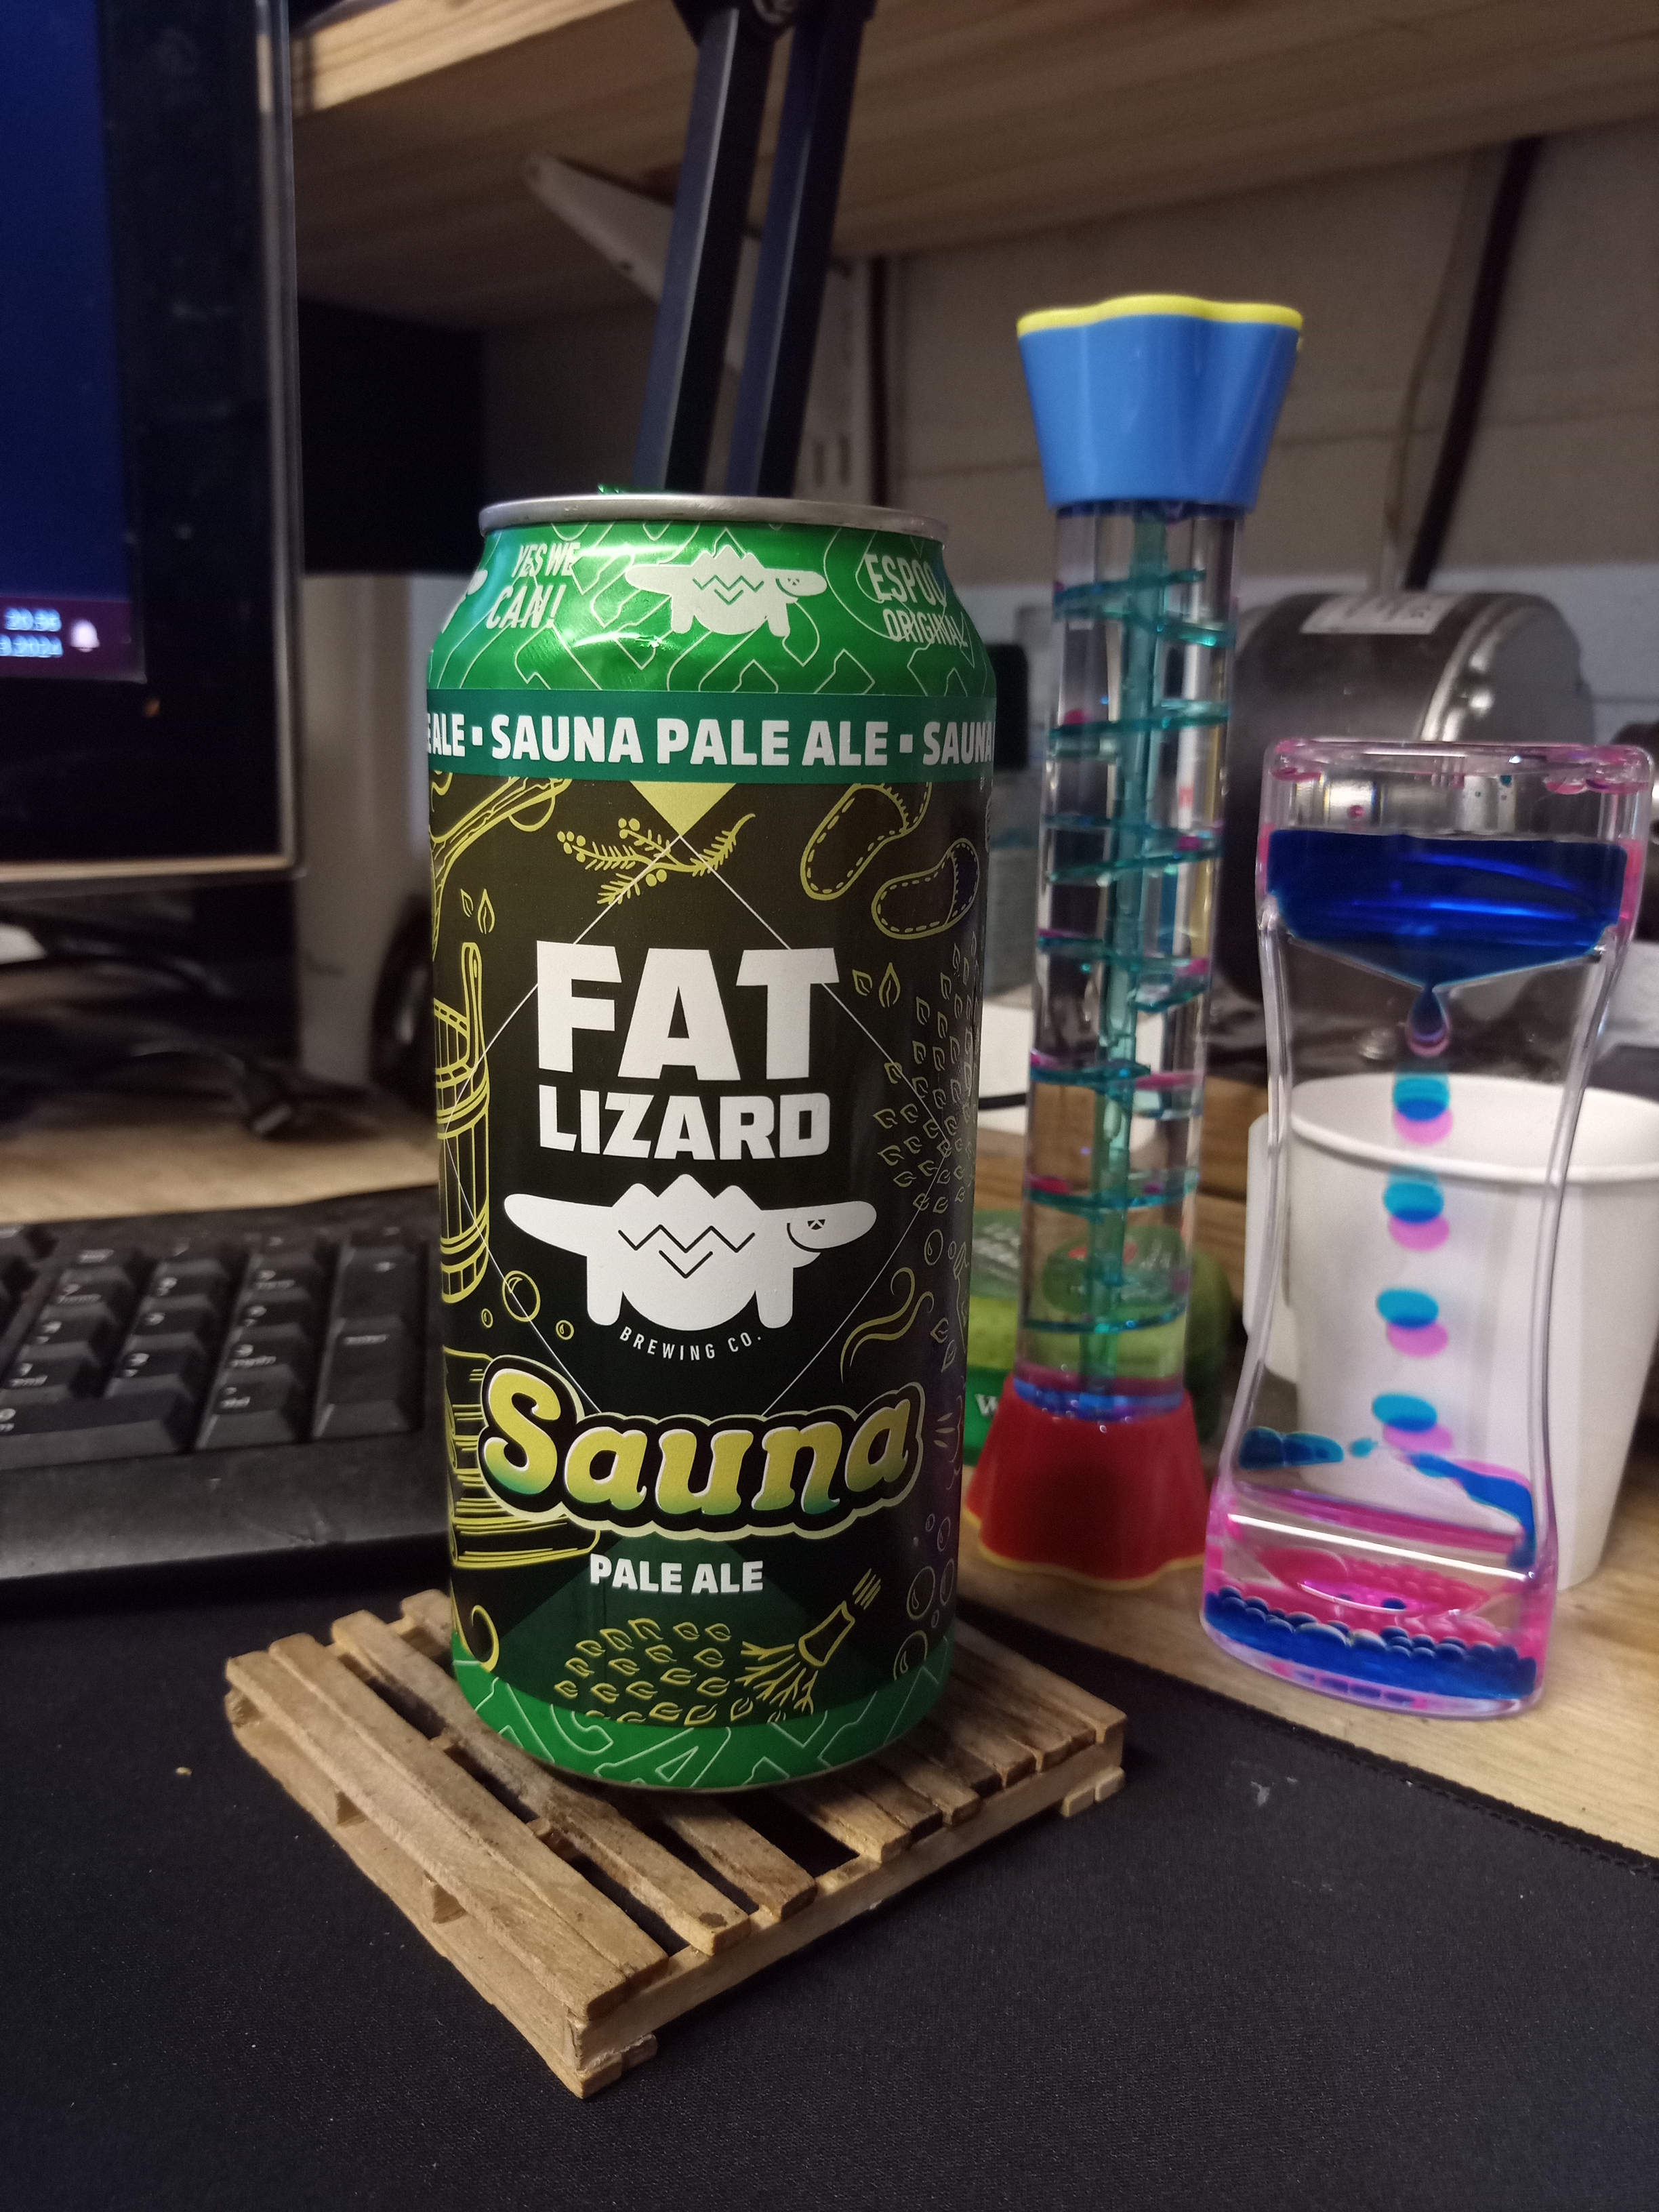 YES WE
CAN!
ESPOO
ORIGINAL
ALE • SAUNA PALE ALE • SAUNA
FAT
LIZARD
BREWING CO.
Sauna
PALE ALE